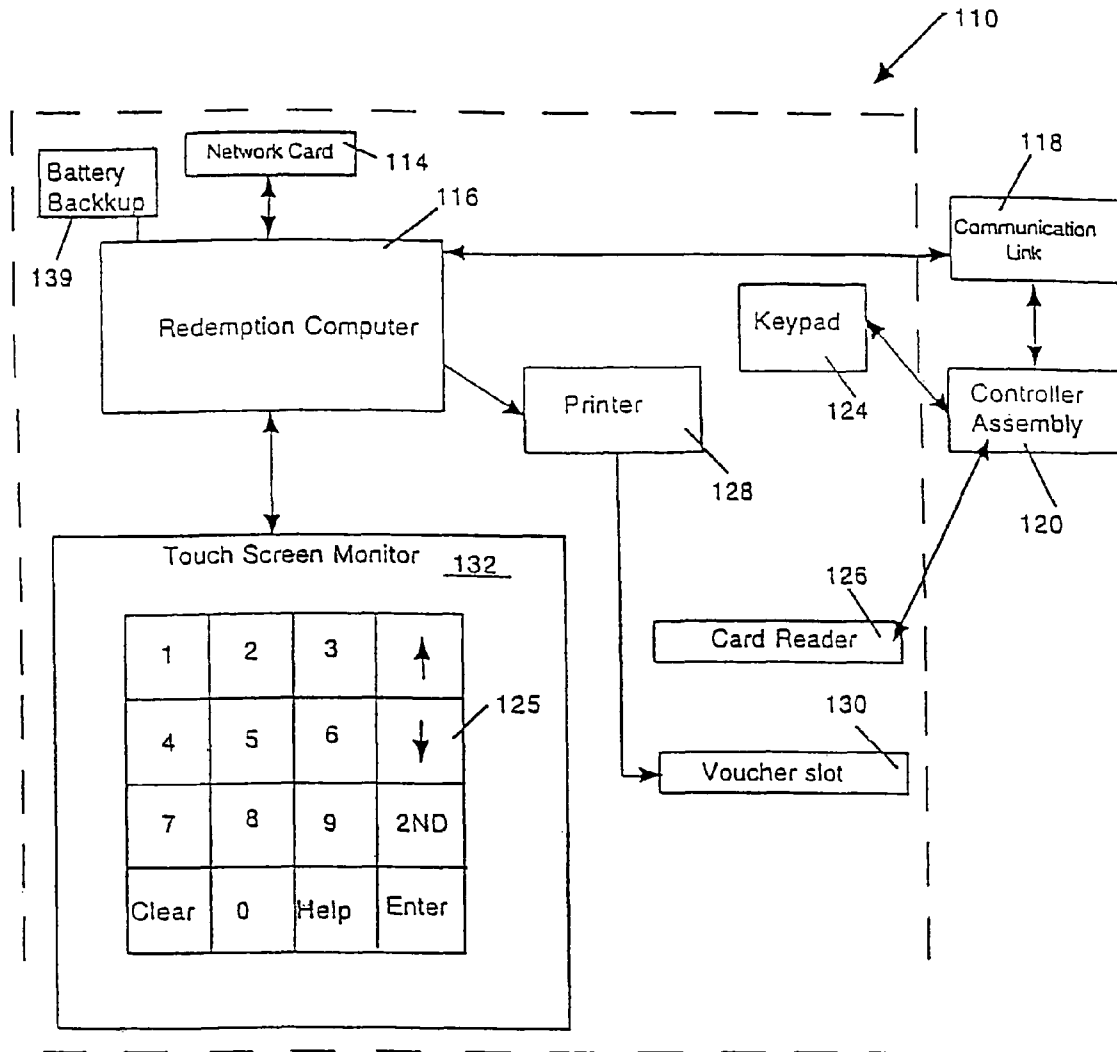 110
Network Card
114
Battery
Backkup
139
116
118
Communication
Link
Redemption Computer
Keypad
124
Printer
128
Controller
Assembly
120
Touch Screen Monitor 132
126
Card Reader
130
Voucher slot
1 2 3 ↑
4 5 6 ↓ 125
7 8 9 2ND
Clear 0 Help Enter